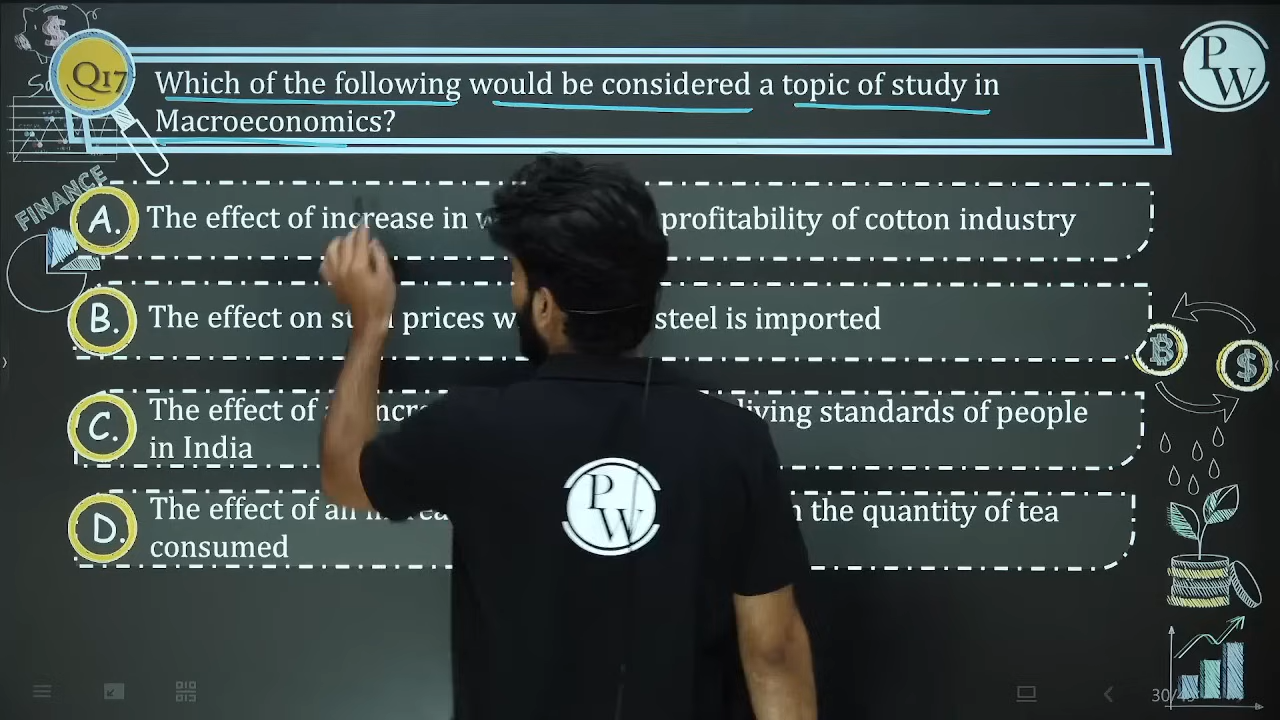 Q17
Which of the following would be considered a topic of study in
Macroeconomics?
PW
FINANCE
A.
The effect of increase in profitability of cotton industry
B.
The effect on prices steel is imported
C.
The effect of living standards of people
in India
D.
The effect of an the quantity of tea
consumed
PW